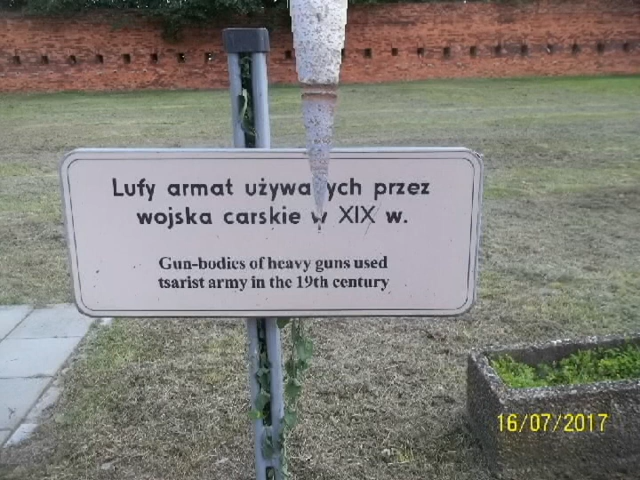 Lufy armat używanych przez
wojska carskie w XIX w.
Gun-bodies of heavy guns used
tsarist army in the 19th century
16/07/2017